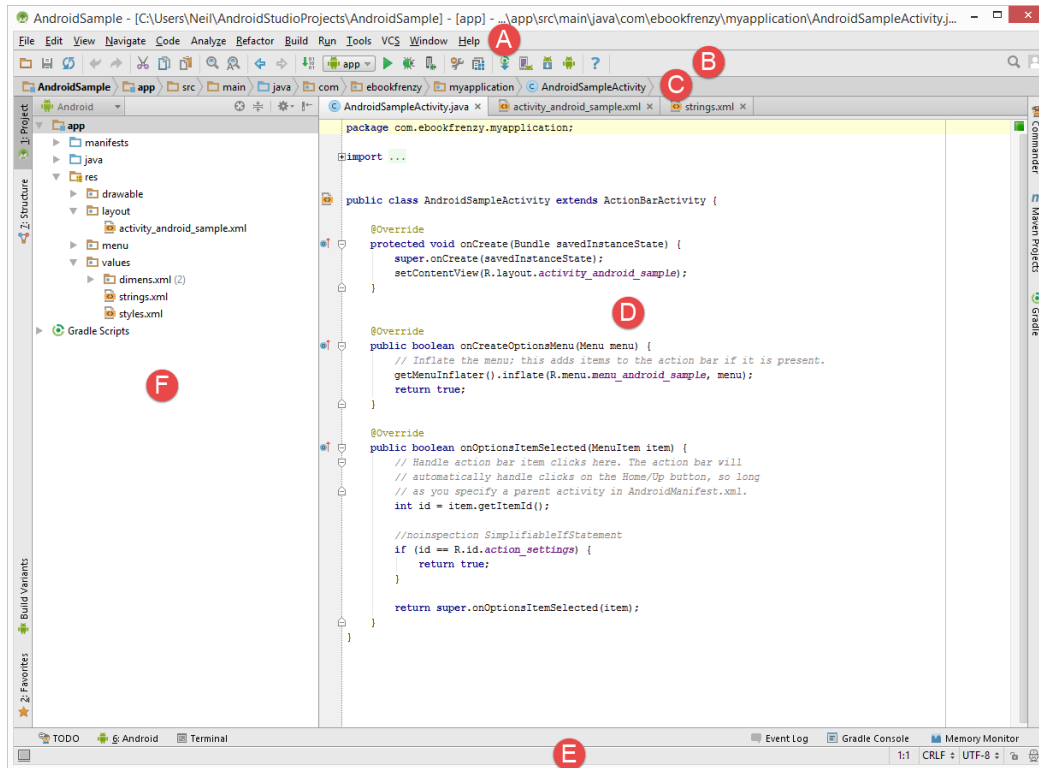 AndroidSample - [C:\Users\Neil\AndroidStudioProjects\AndroidSample] - [app] - ...\app\src\main\java\com\ebookfrenzy\myapplication\AndroidSampleActivity.j...
File Edit View Navigate Code Analyze Refactor Build Run Tools VCS Window Help
A
app
?
B
AndroidSample app src main java com ebookfrenzy myapplication AndroidSampleActivity
C
1: Project
7: Structure
Build Variants
2: Favorites
Android
app
manifests
java
res
drawable
layout
activity_android_sample.xml
menu
values
dimens.xml (2)
strings.xml
styles.xml
Gradle Scripts
F
AndroidSampleActivity.java × activity_android_sample.xml × strings.xml ×
package com.ebookfrenzy.myapplication;
import ...
public class AndroidSampleActivity extends ActionBarActivity {
@Override
protected void onCreate(Bundle savedInstanceState) {
super.onCreate(savedInstanceState);
setContentView(R.layout.activity_android_sample);
}
D
@Override
public boolean onCreateOptionsMenu(Menu menu) {
// Inflate the menu; this adds items to the action bar if it is present.
getMenuInflater().inflate(R.menu.menu_android_sample, menu);
return true;
}
@Override
public boolean onOptionsItemSelected(MenuItem item) {
// Handle action bar item clicks here. The action bar will
// automatically handle clicks on the Home/Up button, so long
// as you specify a parent activity in AndroidManifest.xml.
int id = item.getItemId();
//noinspection SimplifiableIfStatement
if (id == R.id.action_settings) {
return true;
}
return super.onOptionsItemSelected(item);
}
}
Commander
Maven Projects
Gradle
TODO 6: Android Terminal Event Log Gradle Console Memory Monitor
E
1:1 CRLF UTF-8